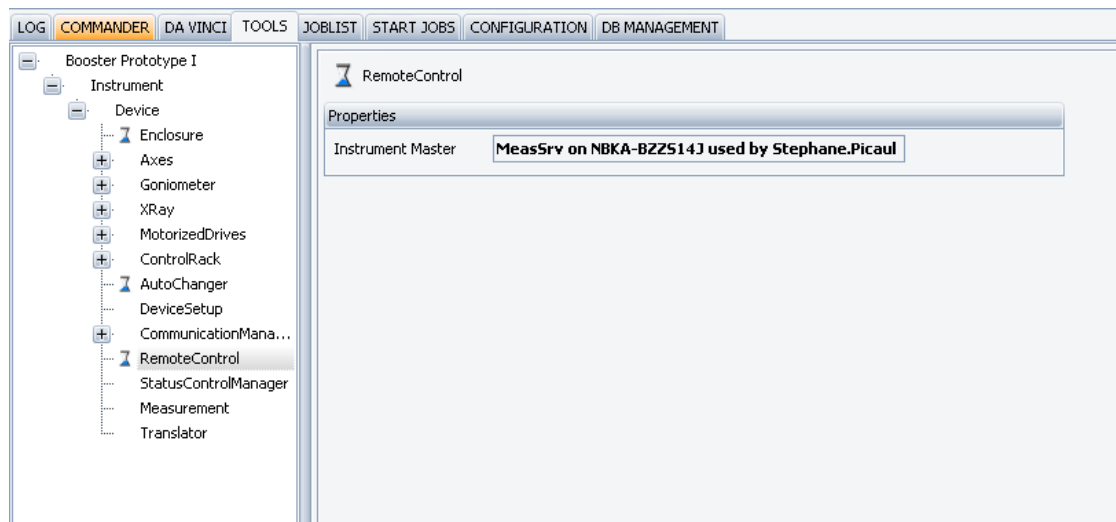 LOG COMMANDER DA VINCI TOOLS JOBLIST START JOBS CONFIGURATION DB MANAGEMENT
Booster Prototype I
Instrument
Device
Enclosure
Axes
Goniometer
XRay
MotorizedDrives
ControlRack
AutoChanger
DeviceSetup
CommunicationMana...
RemoteControl
StatusControlManager
Measurement
Translator
RemoteControl
Properties
Instrument Master MeasSrv on NBKA-BZZS14J used by Stephane.Picaul